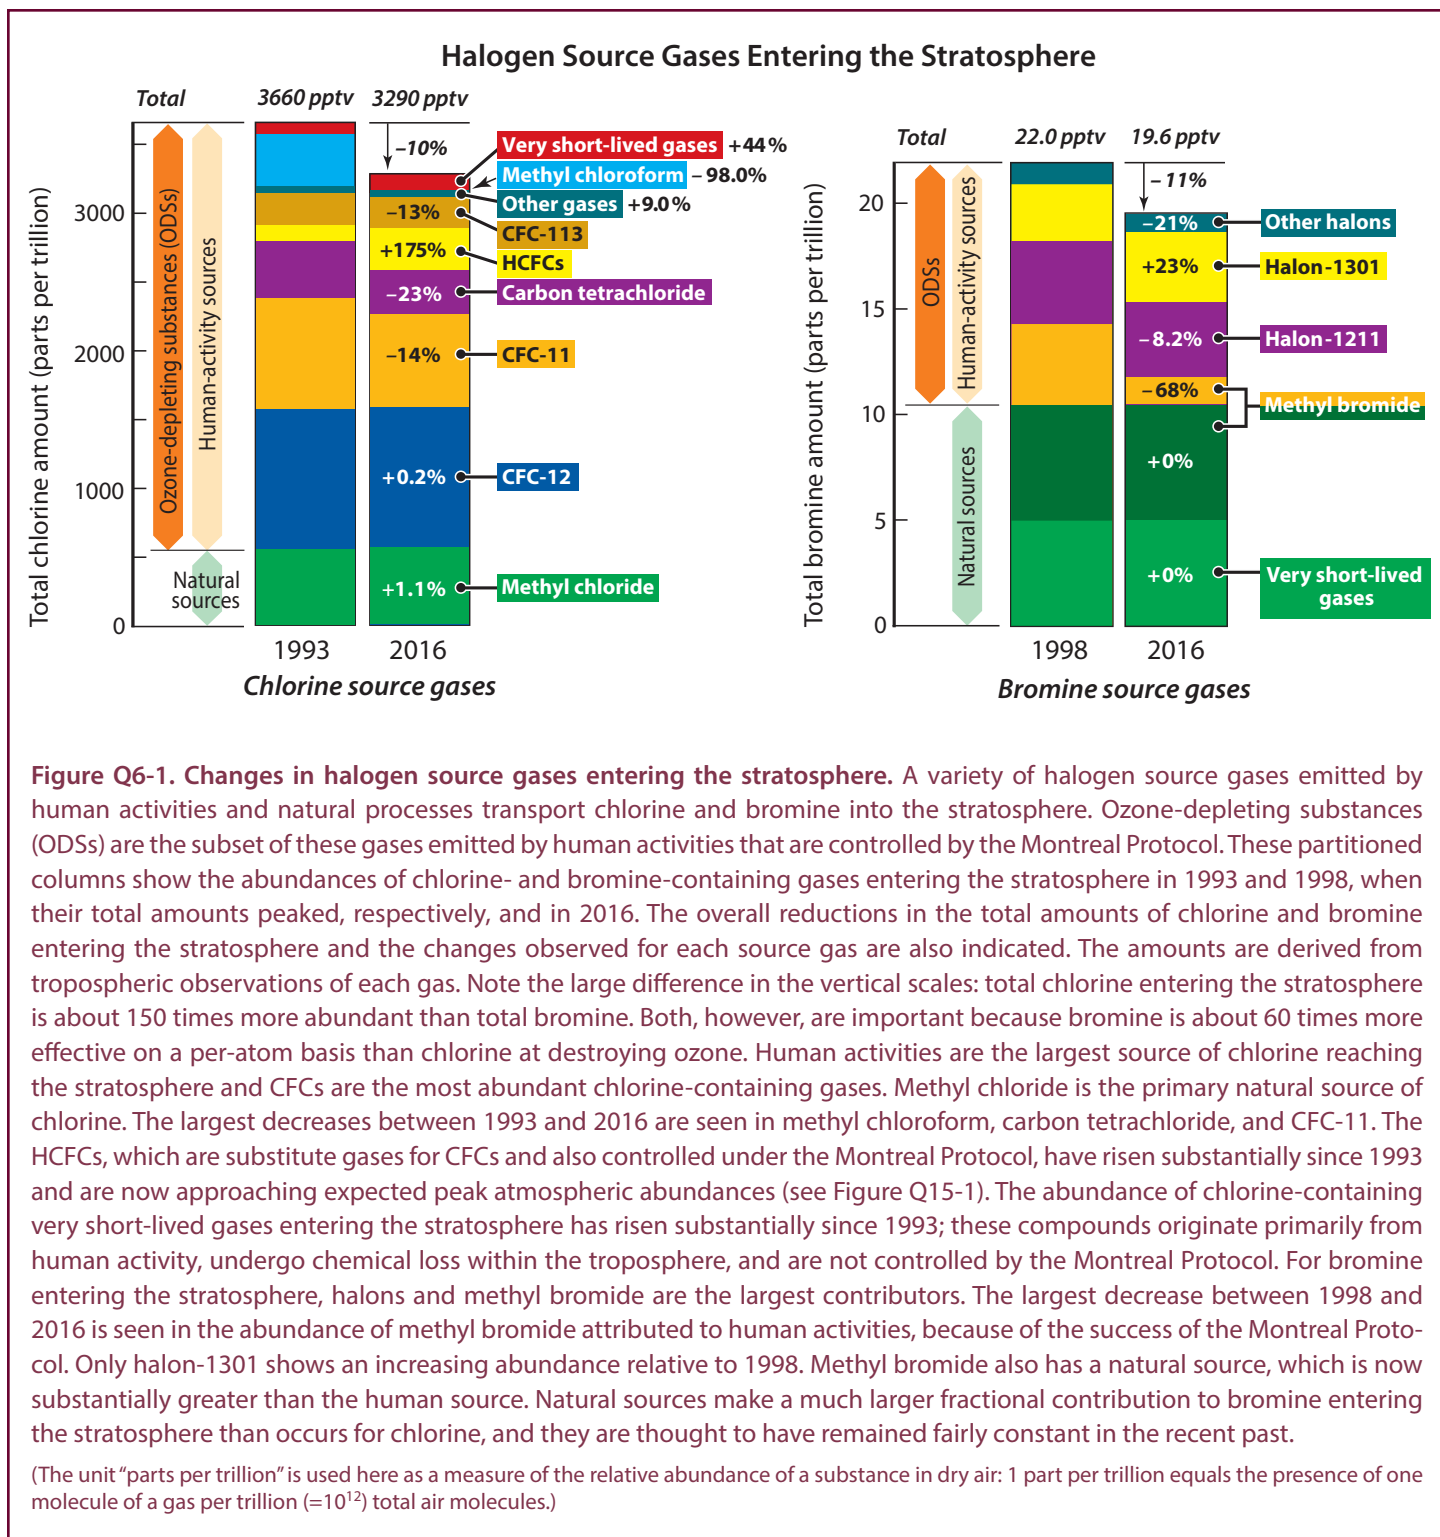 Halogen Source Gases Entering the Stratosphere
Total
3660 pptv
3290 pptv
–10%
Total chlorine amount (parts per trillion)
3000
2000
1000
0
Ozone-depleting substances (ODSs)
Human-activity sources
Natural
sources
Very short-lived gases +44%
Methyl chloroform – 98.0%
Other gases +9.0%
–13%
CFC-113
+175%
HCFCs
–23%
Carbon tetrachloride
–14%
CFC-11
+0.2%
CFC-12
+1.1%
Methyl chloride
1993
2016
Chlorine source gases
Total
22.0 pptv
19.6 pptv
– 11%
Total bromine amount (parts per trillion)
20
15
10
5
0
ODSs
Human-activity sources
Natural sources
–21%
Other halons
+23%
Halon-1301
– 8.2%
Halon-1211
– 68%
Methyl bromide
+0%
+0%
Very short-lived
gases
1998
2016
Bromine source gases
Figure Q6-1. Changes in halogen source gases entering the stratosphere. A variety of halogen source gases emitted by
human activities and natural processes transport chlorine and bromine into the stratosphere. Ozone-depleting substances
(ODSs) are the subset of these gases emitted by human activities that are controlled by the Montreal Protocol. These partitioned
columns show the abundances of chlorine- and bromine-containing gases entering the stratosphere in 1993 and 1998, when
their total amounts peaked, respectively, and in 2016. The overall reductions in the total amounts of chlorine and bromine
entering the stratosphere and the changes observed for each source gas are also indicated. The amounts are derived from
tropospheric observations of each gas. Note the large difference in the vertical scales: total chlorine entering the stratosphere
is about 150 times more abundant than total bromine. Both, however, are important because bromine is about 60 times more
effective on a per-atom basis than chlorine at destroying ozone. Human activities are the largest source of chlorine reaching
the stratosphere and CFCs are the most abundant chlorine-containing gases. Methyl chloride is the primary natural source of
chlorine. The largest decreases between 1993 and 2016 are seen in methyl chloroform, carbon tetrachloride, and CFC-11. The
HCFCs, which are substitute gases for CFCs and also controlled under the Montreal Protocol, have risen substantially since 1993
and are now approaching expected peak atmospheric abundances (see Figure Q15-1). The abundance of chlorine-containing
very short-lived gases entering the stratosphere has risen substantially since 1993; these compounds originate primarily from
human activity, undergo chemical loss within the troposphere, and are not controlled by the Montreal Protocol. For bromine
entering the stratosphere, halons and methyl bromide are the largest contributors. The largest decrease between 1998 and
2016 is seen in the abundance of methyl bromide attributed to human activities, because of the success of the Montreal Proto-
col. Only halon-1301 shows an increasing abundance relative to 1998. Methyl bromide also has a natural source, which is now
substantially greater than the human source. Natural sources make a much larger fractional contribution to bromine entering
the stratosphere than occurs for chlorine, and they are thought to have remained fairly constant in the recent past.
(The unit “parts per trillion” is used here as a measure of the relative abundance of a substance in dry air: 1 part per trillion equals the presence of one
molecule of a gas per trillion (=10¹²) total air molecules.)